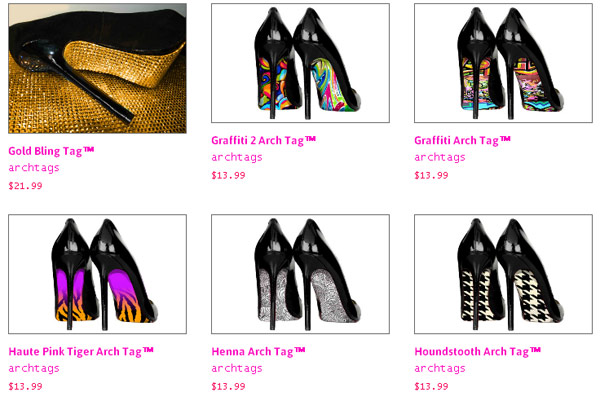 Gold Bling Tag™
archtags
$21.99
Graffiti 2 Arch Tag™
archtags
$13.99
Graffiti Arch Tag™
archtags
$13.99
Haute Pink Tiger Arch Tag™
archtags
$13.99
Henna Arch Tag™
archtags
$13.99
Houndstooth Arch Tag™
archtags
$13.99